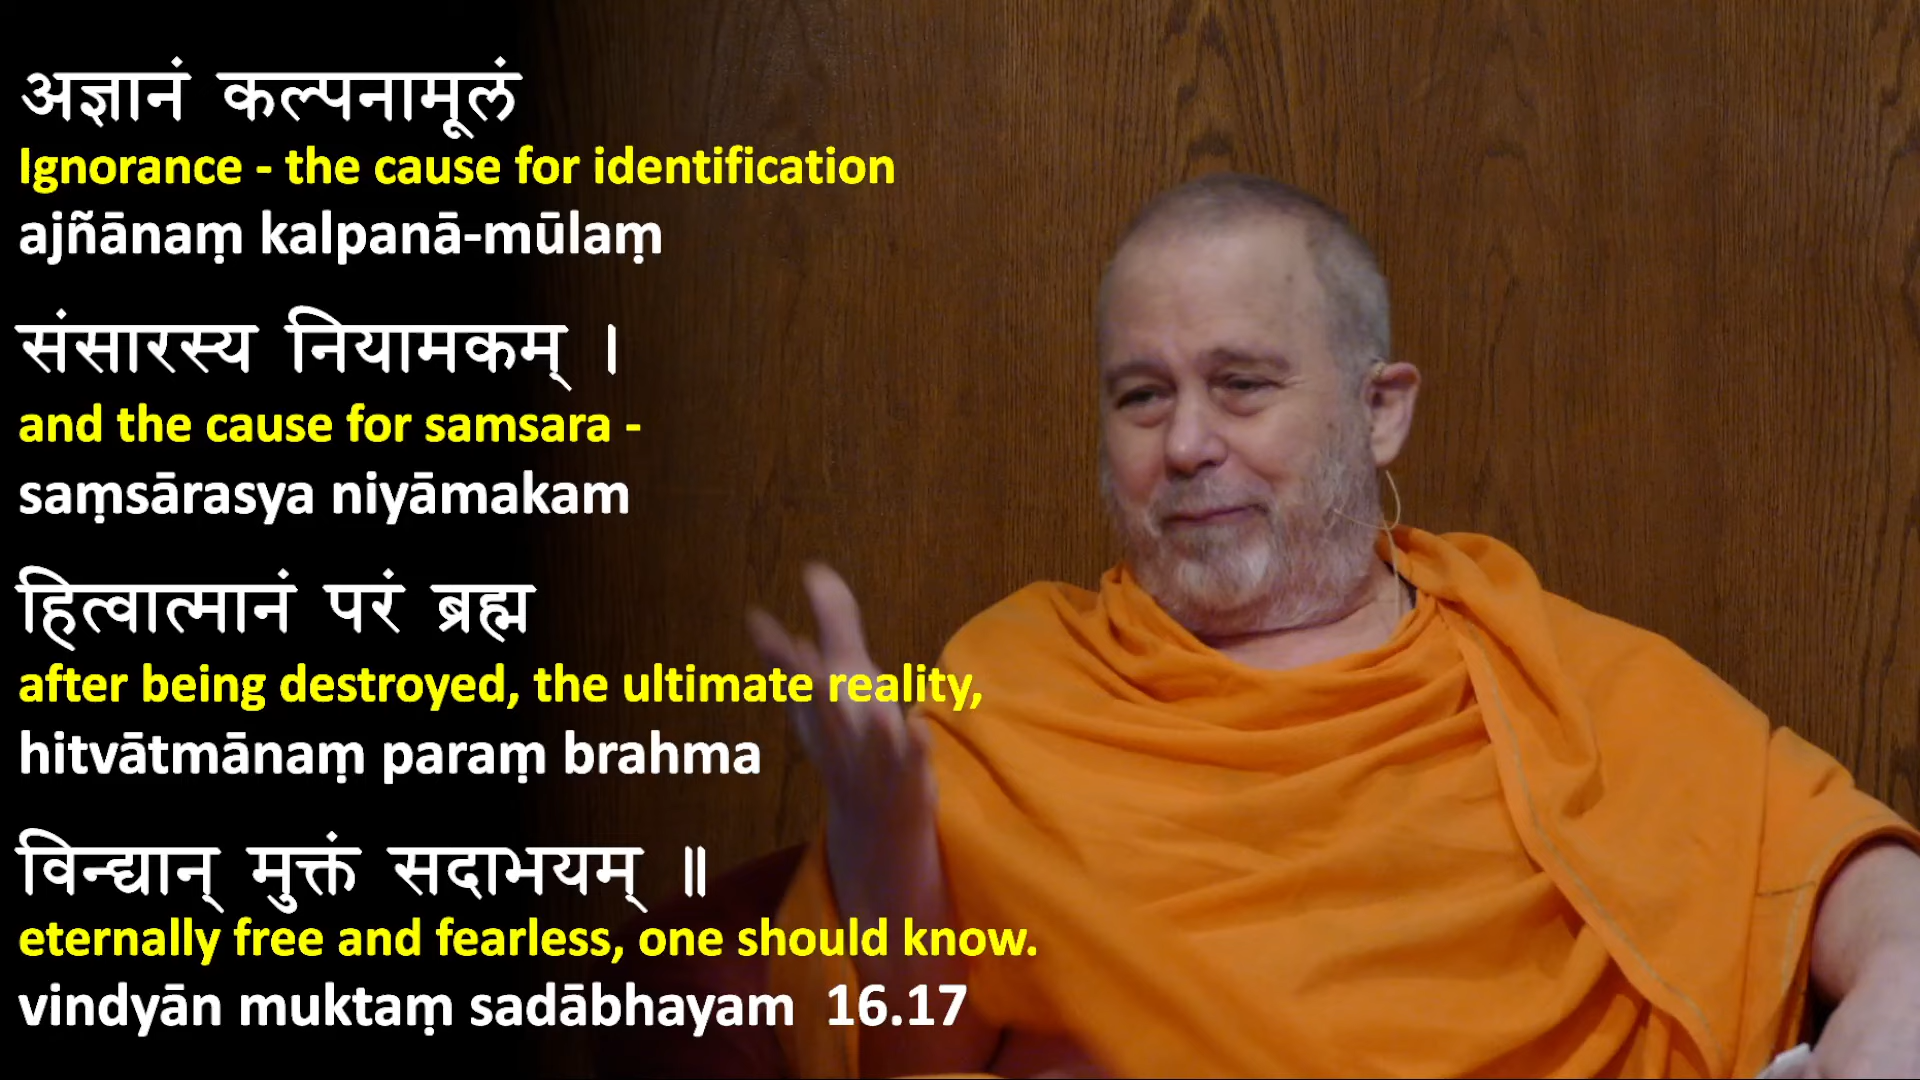 अज्ञानं कल्पनामूलं
Ignorance - the cause for identification
ajñānaṃ kalpanā-mūlaṃ
संसारस्य नियामकम् ।
and the cause for samsara -
saṃsārasya niyāmakam
हित्वात्मानं परं ब्रह्म
after being destroyed, the ultimate reality,
hitvātmānaṃ paraṃ brahma
विन्द्यान् मुक्तं सदाभयम् ॥
eternally free and fearless, one should know.
vindyān muktaṃ sadābhayam 16.17